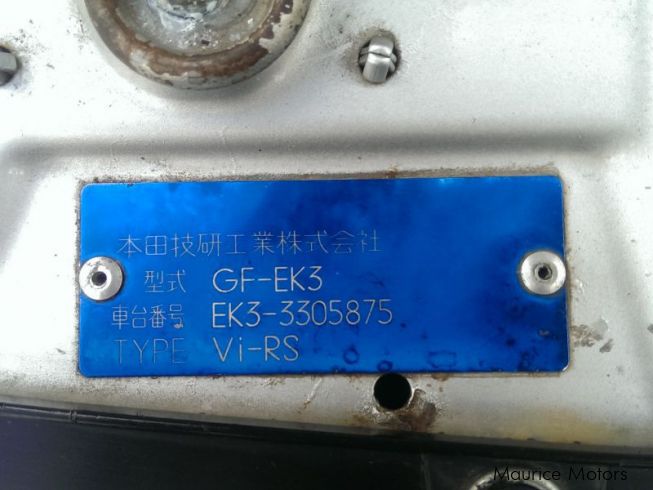 本田技研工業株式会社
型式 GF-EK3
車台番号 EK3-3305875
TYPE Vi-RS
Maurice Motors